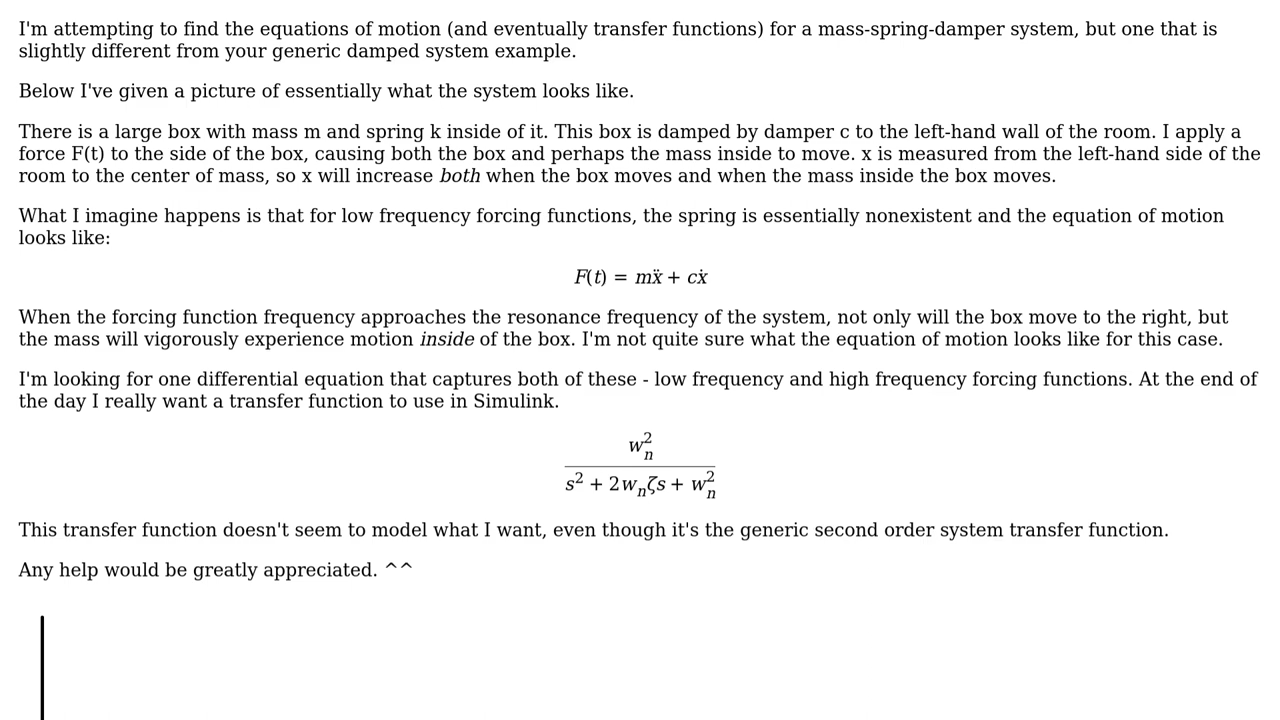 I'm attempting to find the equations of motion (and eventually transfer functions) for a mass-spring-damper system, but one that is
slightly different from your generic damped system example.
Below I've given a picture of essentially what the system looks like.
There is a large box with mass m and spring k inside of it. This box is damped by damper c to the left-hand wall of the room. I apply a
force F(t) to the side of the box, causing both the box and perhaps the mass inside to move. x is measured from the left-hand side of the
room to the center of mass, so x will increase both when the box moves and when the mass inside the box moves.
What I imagine happens is that for low frequency forcing functions, the spring is essentially nonexistent and the equation of motion
looks like:
F(t) = mẍ + cẋ
When the forcing function frequency approaches the resonance frequency of the system, not only will the box move to the right, but
the mass will vigorously experience motion inside of the box. I'm not quite sure what the equation of motion looks like for this case.
I'm looking for one differential equation that captures both of these - low frequency and high frequency forcing functions. At the end of
the day I really want a transfer function to use in Simulink.
w_n^2
s^2 + 2w_nζs + w_n^2
This transfer function doesn't seem to model what I want, even though it's the generic second order system transfer function.
Any help would be greatly appreciated. ^^